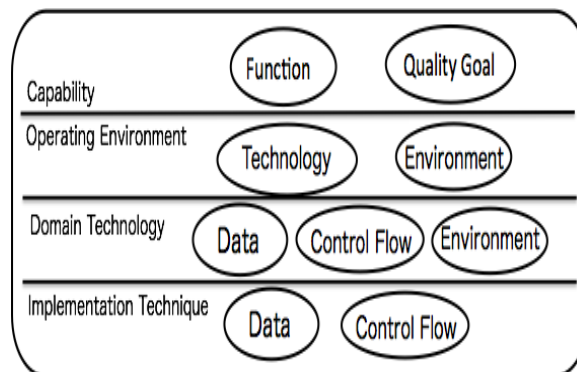 Function
Quality Goal
Capability
Operating Environment
Technology
Environment
Domain Technology
Data
Control Flow
Environment
Implementation Technique
Data
Control Flow